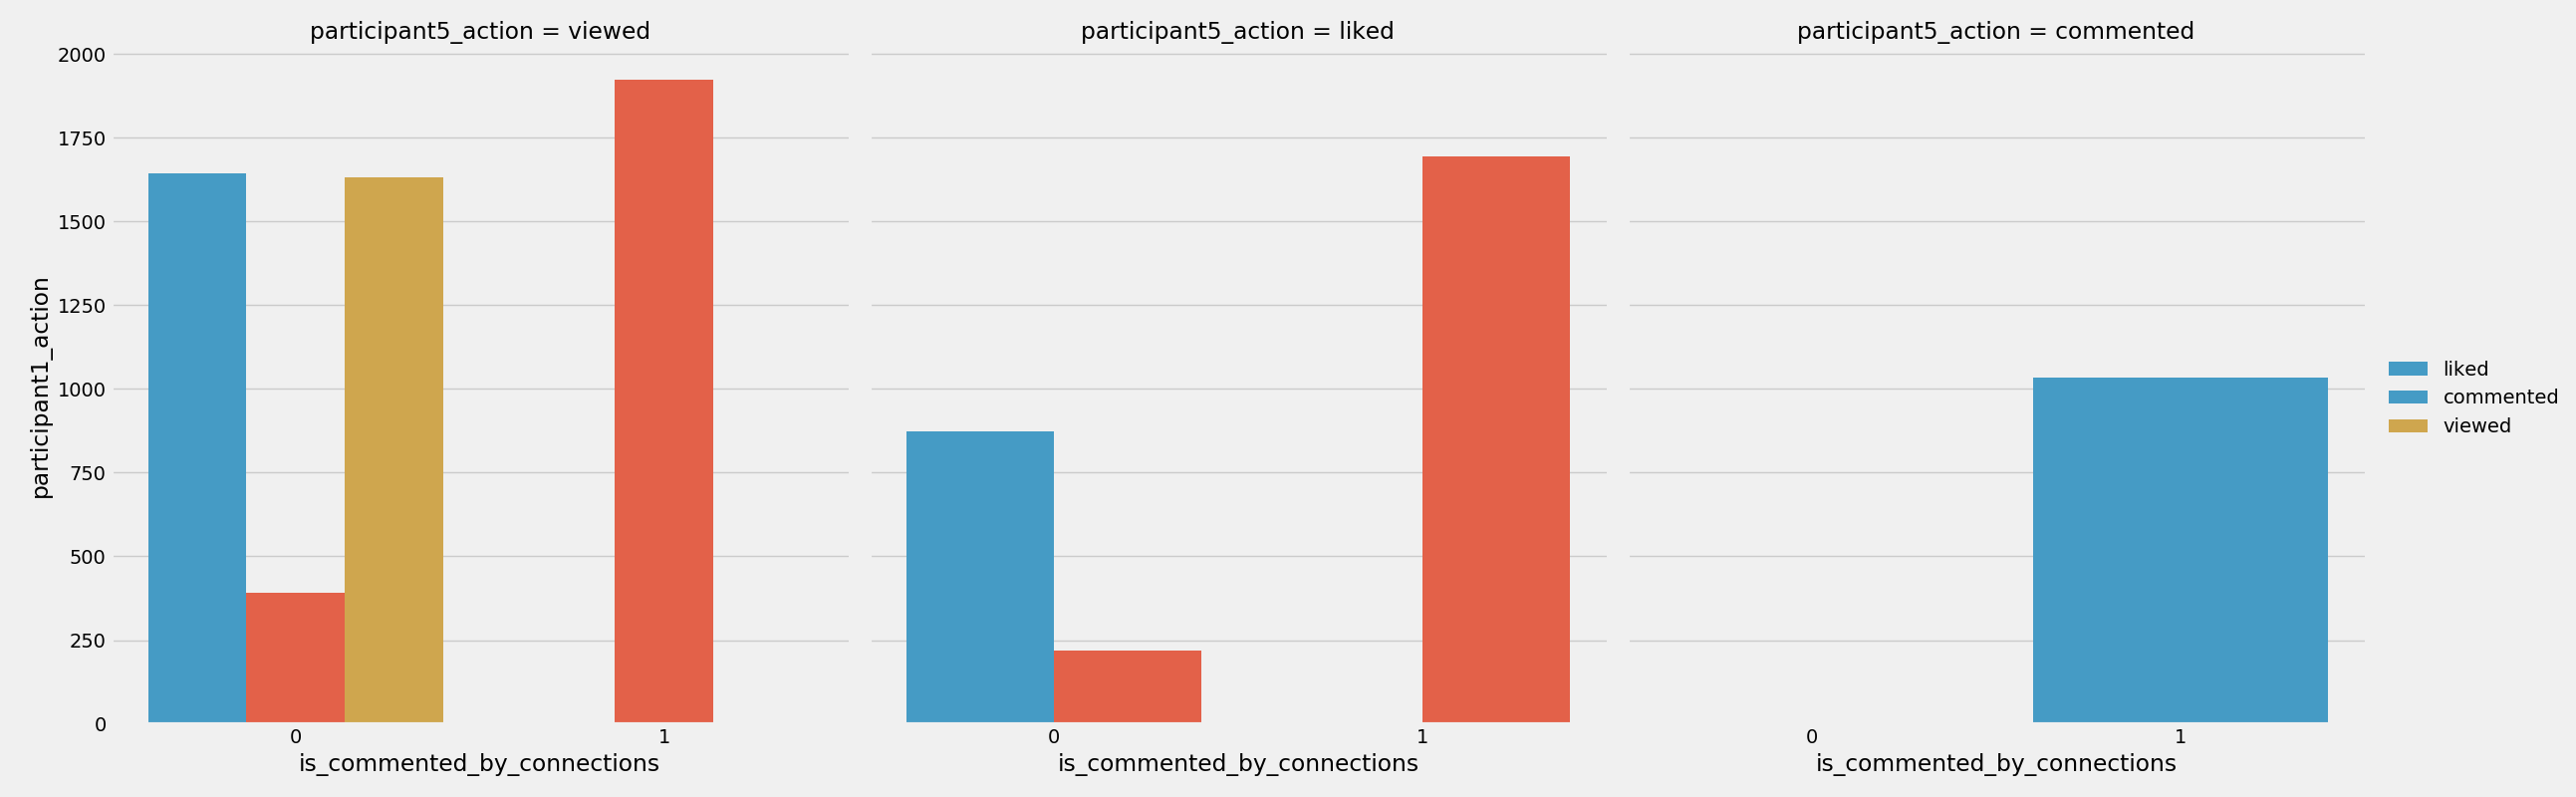 participant5_action = viewed
participant5_action = liked
participant5_action = commented
participant1_action
2000
1750
1500
1250
1000
750
500
250
0
0 1
is_commented_by_connections
0 1
is_commented_by_connections
0 1
is_commented_by_connections
liked
commented
viewed